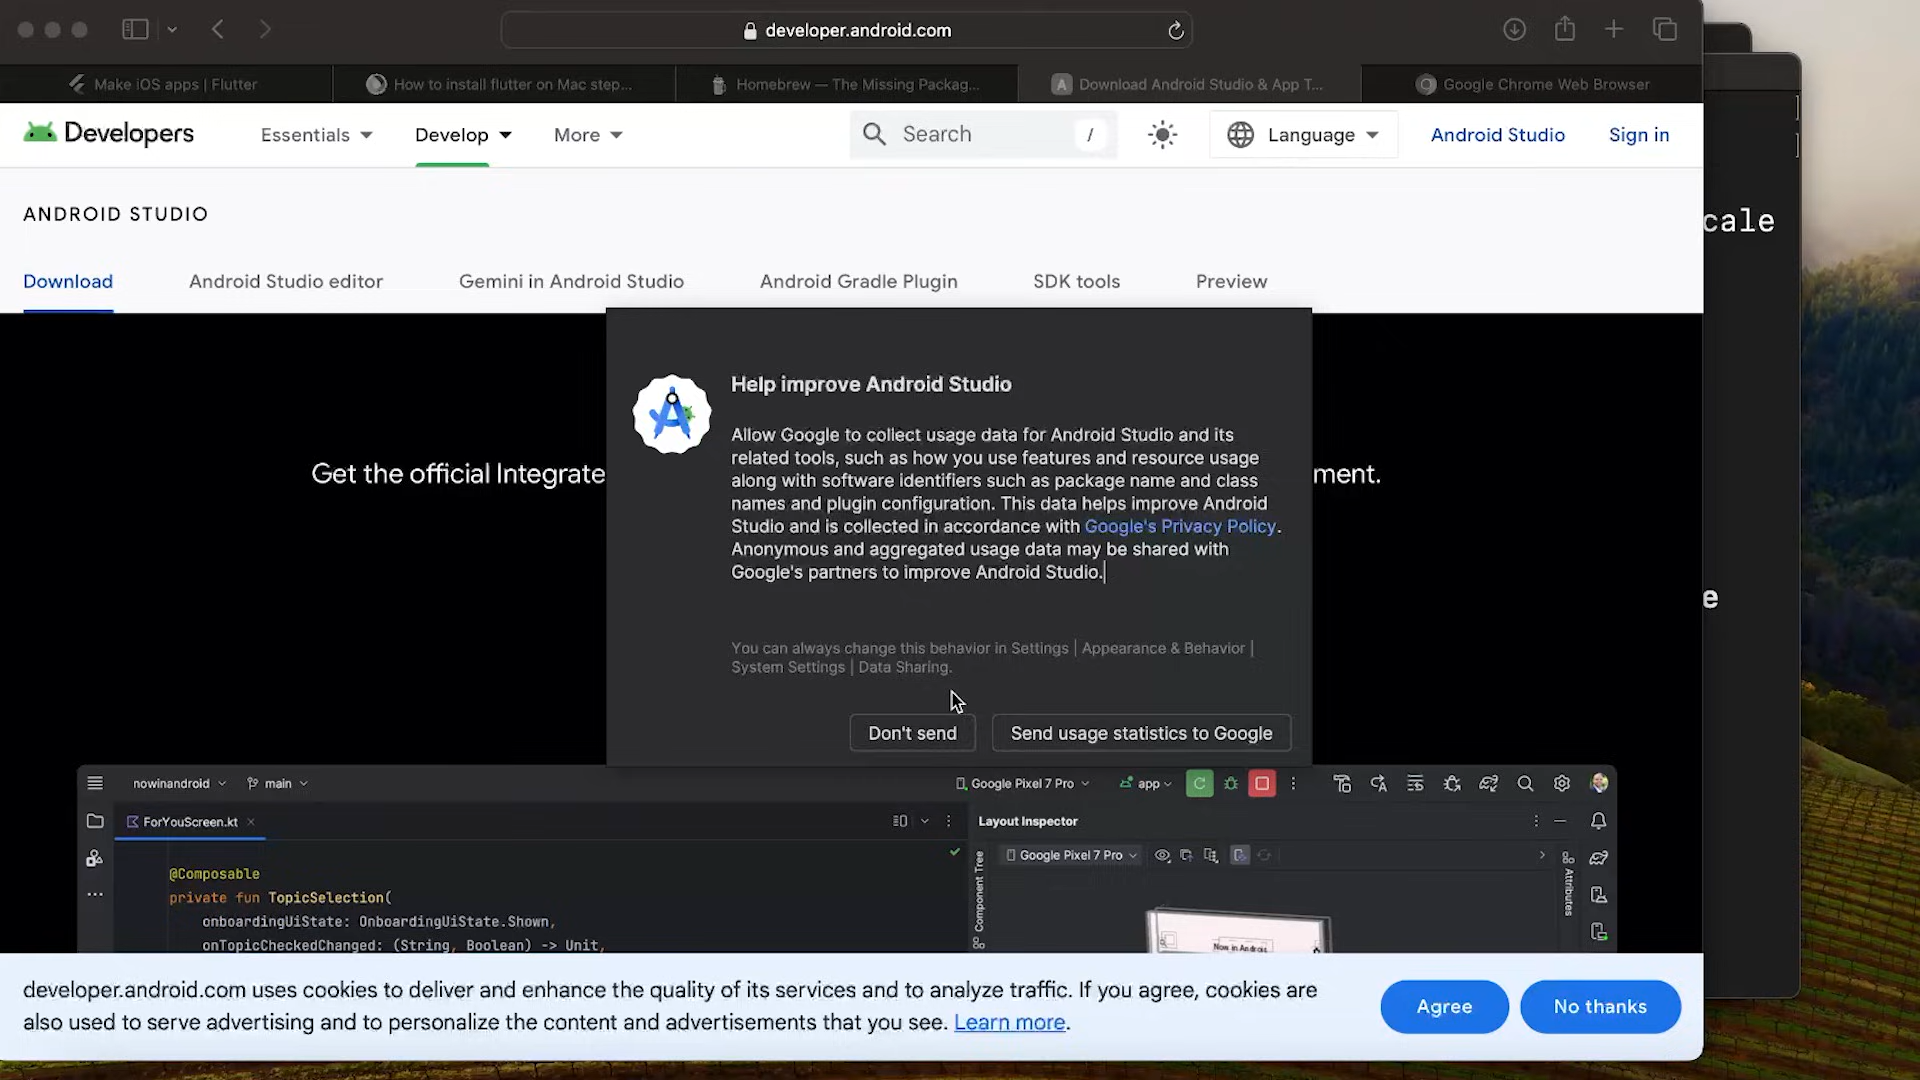 developer.android.com
Make iOS apps | Flutter
How to install flutter on Mac step...
Homebrew — The Missing Packag...
A
Download Android Studio & App T...
Google Chrome Web Browser
Developers
Essentials
Develop
More
Search
/
Language
Android Studio
Sign in
ANDROID STUDIO
cale
Download
Android Studio editor
Gemini in Android Studio
Android Gradle Plugin
SDK tools
Preview
Help improve Android Studio
Allow Google to collect usage data for Android Studio and its
related tools, such as how you use features and resource usage
along with software identifiers such as package name and class
names and plugin configuration. This data helps improve Android
Studio and is collected in accordance with Google's Privacy Policy.
Anonymous and aggregated usage data may be shared with
Google's partners to improve Android Studio.
Get the official Integrate
ment.
e
You can always change this behavior in Settings | Appearance & Behavior |
System Settings | Data Sharing.
Don't send
Send usage statistics to Google
nowinandroid
main
Google Pixel 7 Pro
app
ForYouScreen.kt
Layout Inspector
Google Pixel 7 Pro
Component Tree
Attributes
@Composable
private fun TopicSelection(
onboardingUiState: OnboardingUiState.Shown,
onTopicCheckedChanged: (String, Boolean) -> Unit,
Now in Android
developer.android.com uses cookies to deliver and enhance the quality of its services and to analyze traffic. If you agree, cookies are
also used to serve advertising and to personalize the content and advertisements that you see. Learn more.
Agree
No thanks